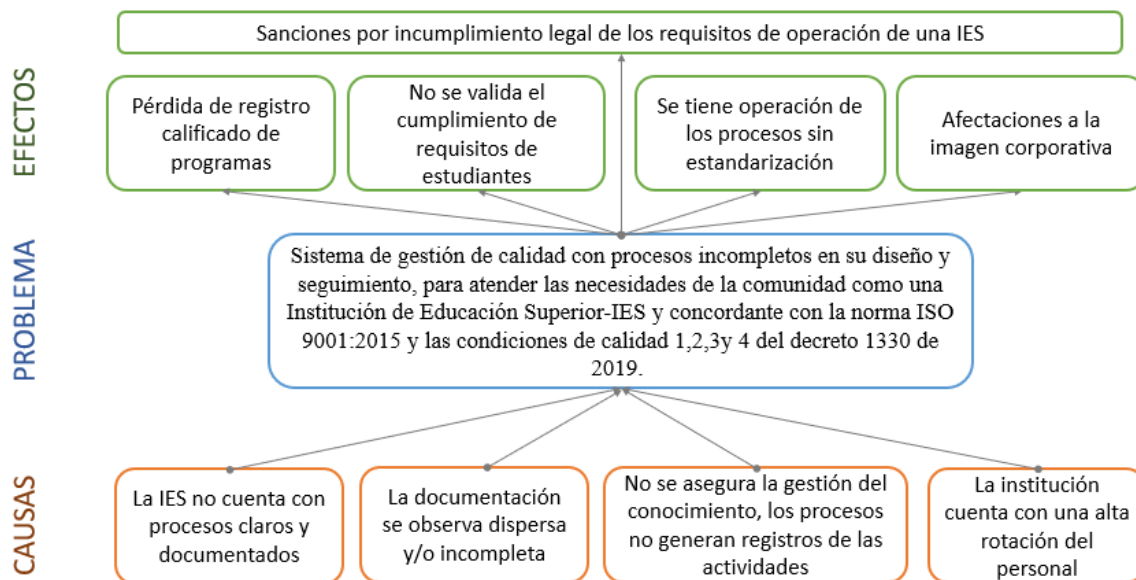 EFECTOS
Sanciones por incumplimiento legal de los requisitos de operación de una IES
Pérdida de registro
calificado de
programas
No se valida el
cumplimiento de
requisitos de
estudiantes
Se tiene operación de
los procesos sin
estandarización
Afectaciones a la
imagen corporativa
PROBLEMA
Sistema de gestión de calidad con procesos incompletos en su diseño y
seguimiento, para atender las necesidades de la comunidad como una
Institución de Educación Superior-IES y concordante con la norma ISO
9001:2015 y las condiciones de calidad 1,2,3y 4 del decreto 1330 de
2019.
CAUSAS
La IES no cuenta con
procesos claros y
documentados
La documentación
se observa dispersa
y/o incompleta
No se asegura la gestión del
conocimiento, los procesos
no generan registros de las
actividades
La institución
cuenta con una alta
rotación del
personal